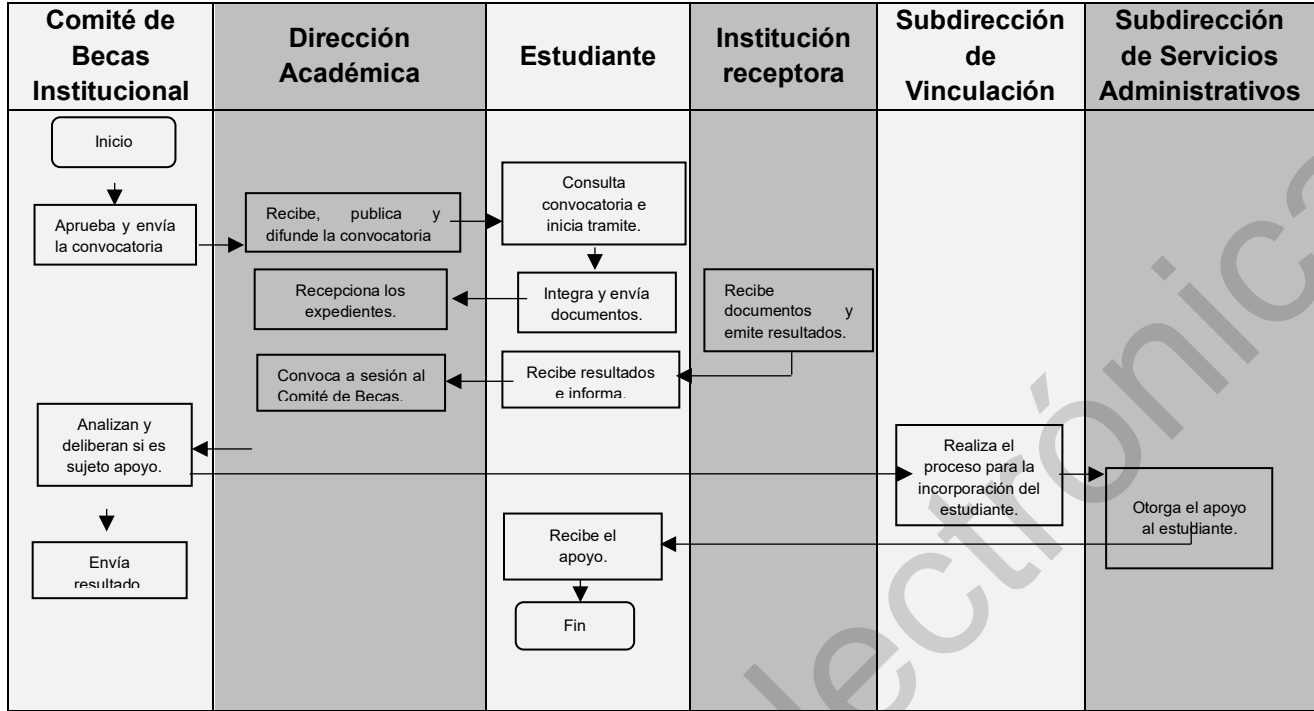 Comité de
Becas
Institucional
Dirección
Académica
Estudiante
Institución
receptora
Subdirección
de
Vinculación
Subdirección
de Servicios
Administrativos
Inicio
Aprueba y envía
la convocatoria
Recibe, publica y
difunde la convocatoria
Consulta
convocatoria e
inicia tramite.
Integra y envía
documentos.
Recepciona los
expedientes.
Recibe
documentos y
emite resultados.
Recibe resultados
e informa.
Convoca a sesión al
Comité de Becas.
Analizan y
deliberan si es
sujeto apoyo.
Realiza el
proceso para la
incorporación del
estudiante.
Otorga el apoyo
al estudiante.
Envía
resultado
Recibe el
apoyo.
Fin